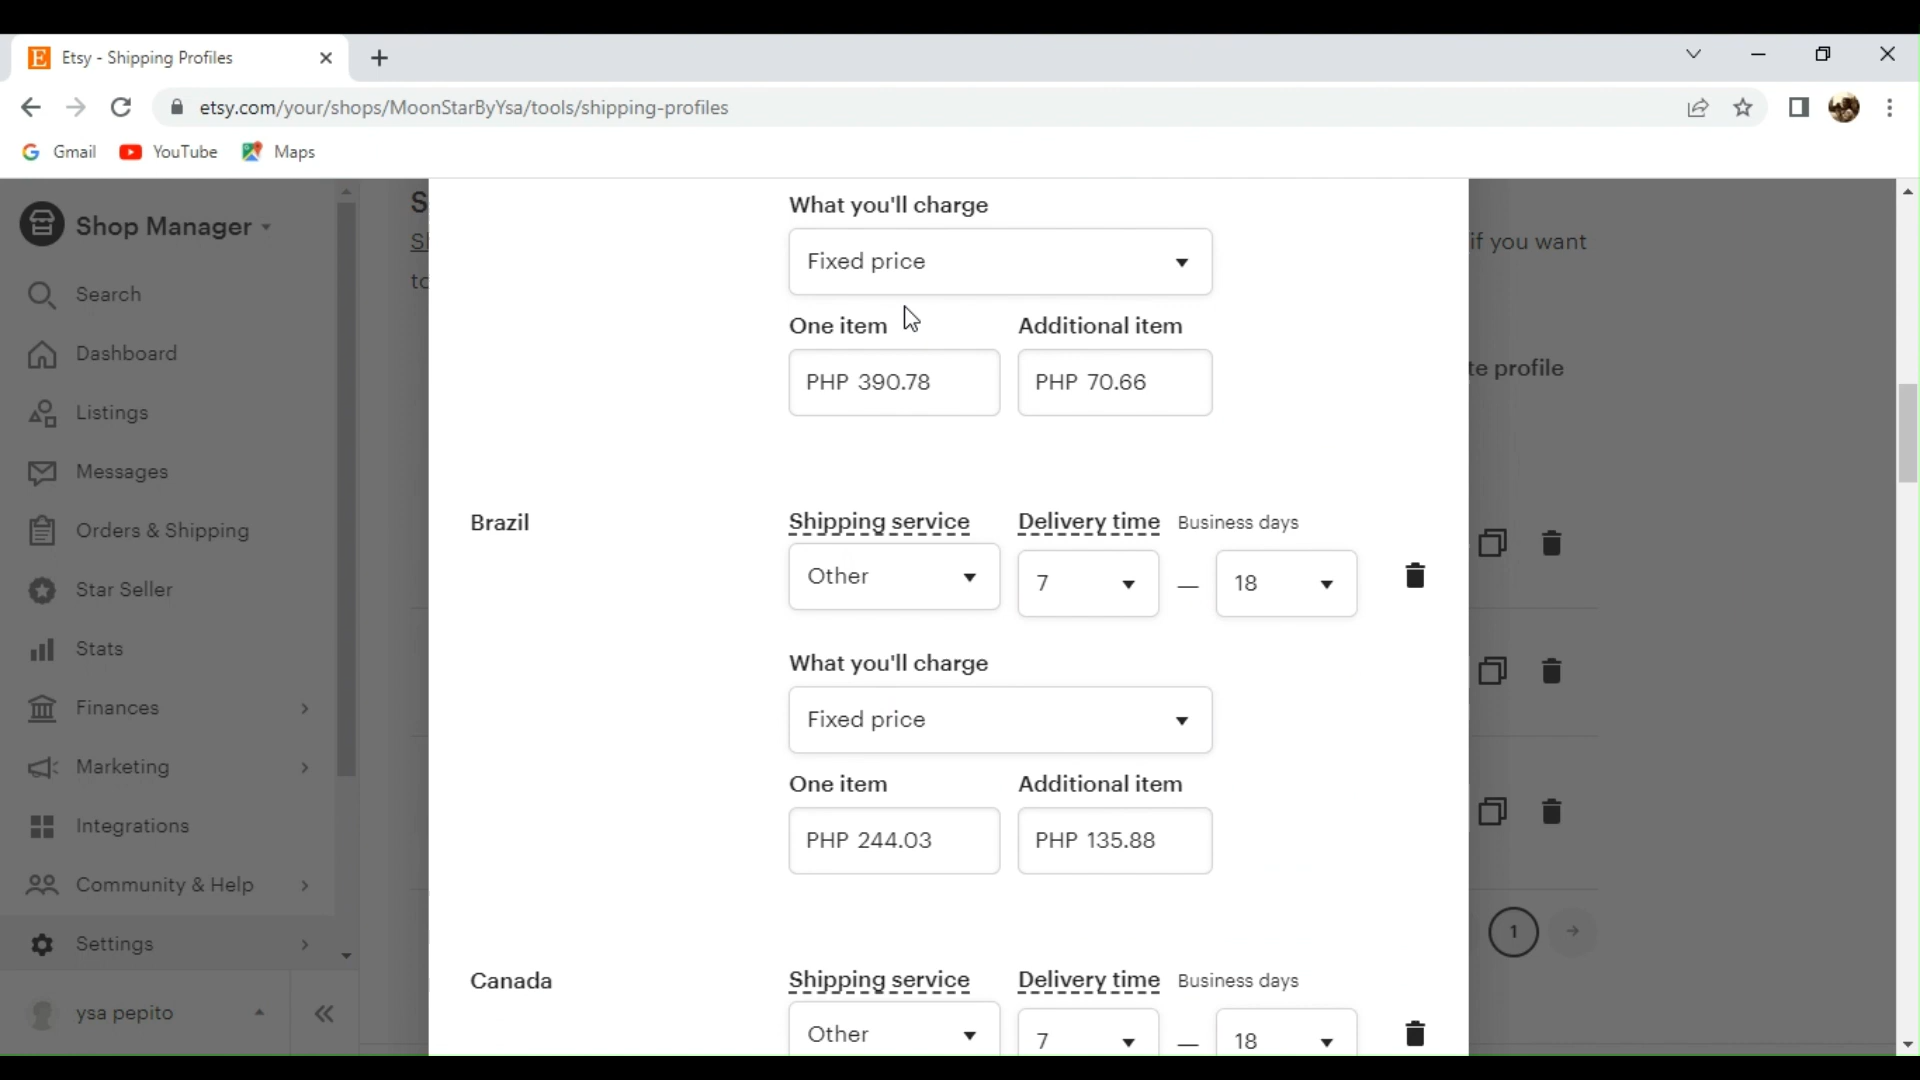 Etsy - Shipping Profiles
etsy.com/your/shops/MoonStarByYsa/tools/shipping-profiles
Gmail YouTube Maps
Shop Manager
Search
Dashboard
Listings
Messages
Orders & Shipping
Star Seller
Stats
Finances
Marketing
Integrations
Community & Help
Settings
ysa pepito
S
to
if you want
te profile
1
What you'll charge
Fixed price
One item Additional item
PHP 390.78 PHP 70.66
Brazil Shipping service Delivery time Business days
Other 7 — 18
What you'll charge
Fixed price
One item Additional item
PHP 244.03 PHP 135.88
Canada Shipping service Delivery time Business days
Other 7 — 18